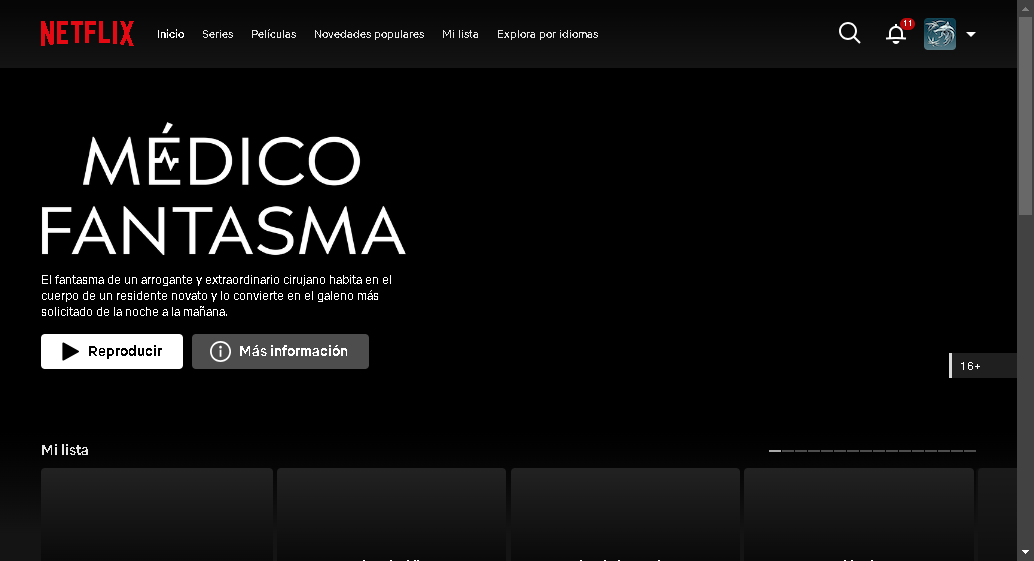 NETFLIX Inicio Series Películas Novedades populares Mi lista Explora por idiomas 11
MÉDICO
FANTASMA
El fantasma de un arrogante y extraordinario cirujano habita en el
cuerpo de un residente novato y lo convierte en el galeno más
solicitado de la noche a la mañana.
Reproducir Más información
16+
Mi lista